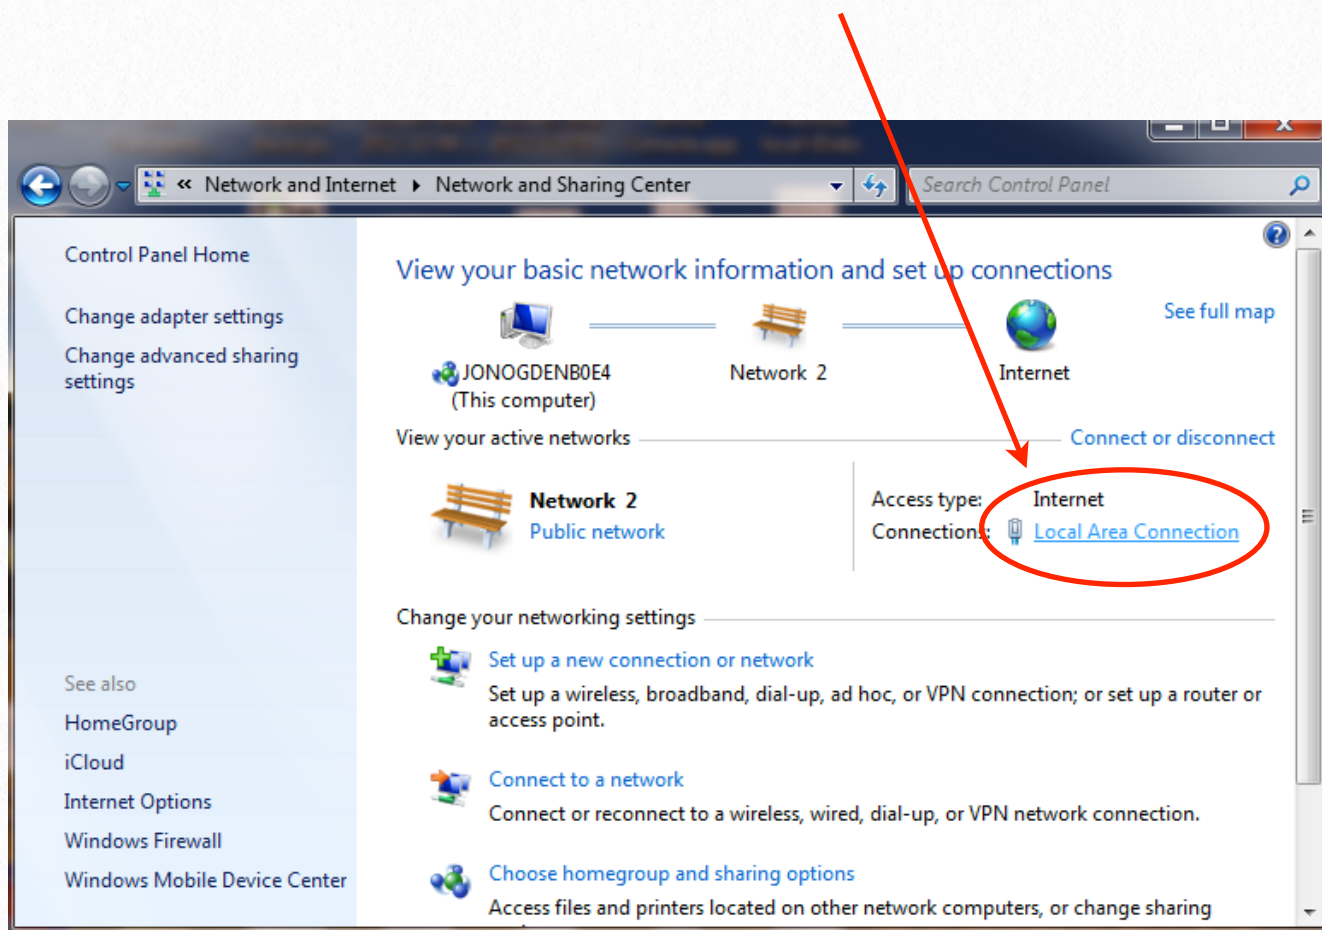 « Network and Internet ▸ Network and Sharing Center
Search Control Panel
Control Panel Home
Change adapter settings
Change advanced sharing
settings
See also
HomeGroup
iCloud
Internet Options
Windows Firewall
Windows Mobile Device Center
View your basic network information and set up connections
See full map
JONOGDENB0E4
(This computer)
Network 2
Internet
View your active networks
Connect or disconnect
Network 2
Public network
Access type: Internet
Connections: Local Area Connection
Change your networking settings
Set up a new connection or network
Set up a wireless, broadband, dial-up, ad hoc, or VPN connection; or set up a router or
access point.
Connect to a network
Connect or reconnect to a wireless, wired, dial-up, or VPN network connection.
Choose homegroup and sharing options
Access files and printers located on other network computers, or change sharing